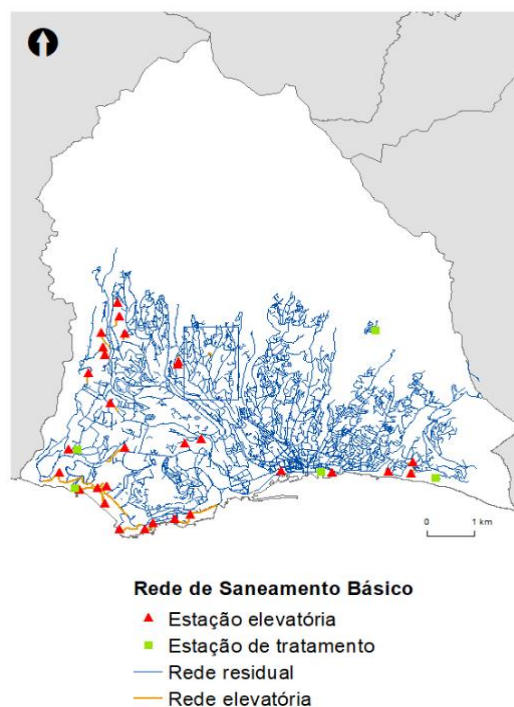 0 1 km
Rede de Saneamento Básico
Estação elevatória
Estação de tratamento
Rede residual
Rede elevatória